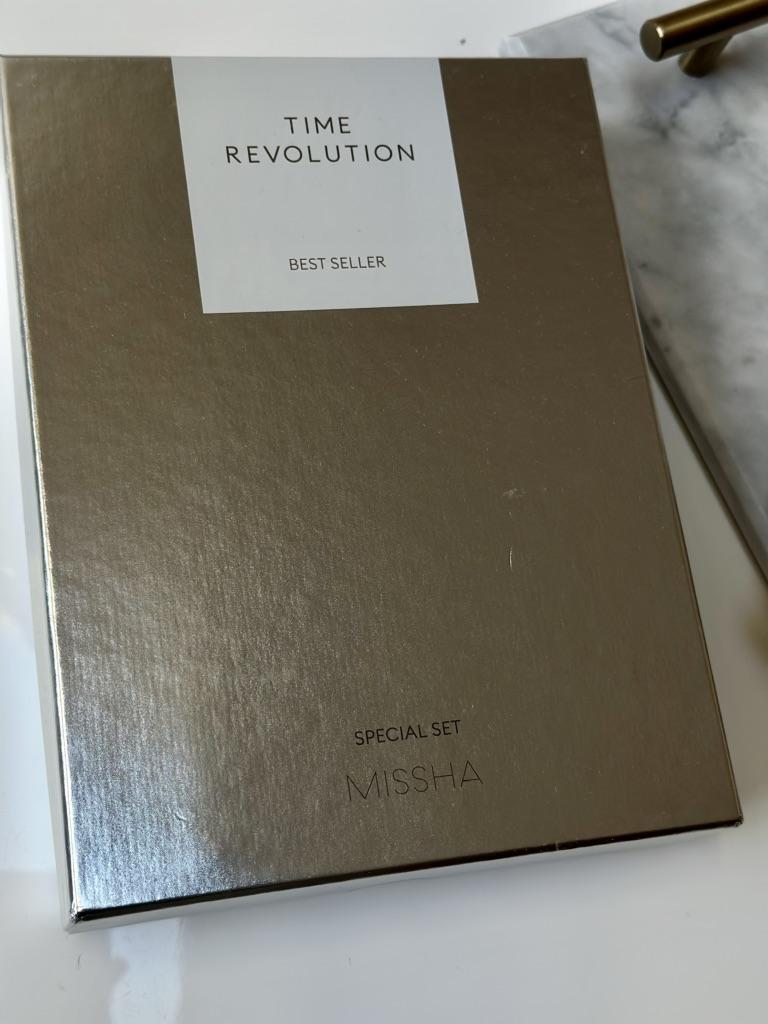 TIME
REVOLUTION
BEST SELLER
SPECIAL SET
MISSHA